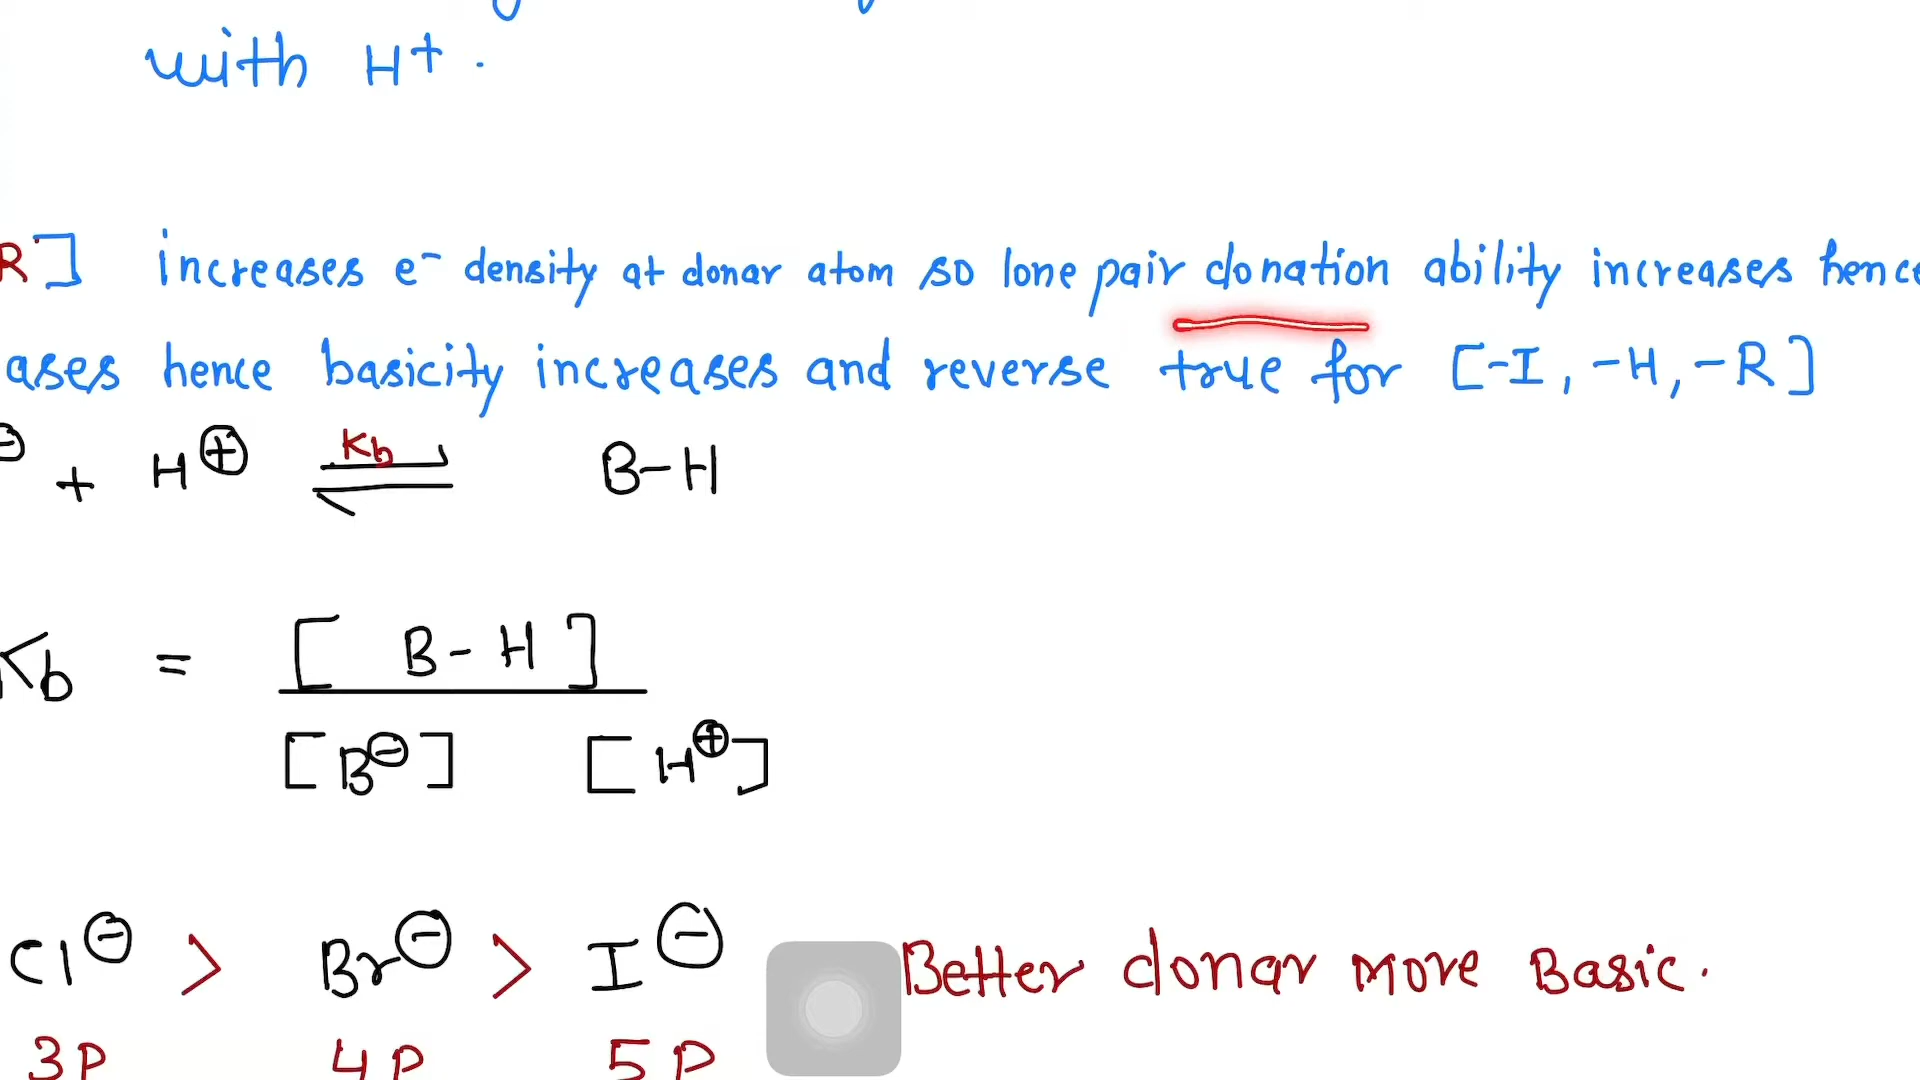 with H+.
R] increases e- density at donar atom so lone pair donation ability increases hence
ases hence basicity increases and reverse true for [-I, -H, -R]
⊖ + H⊕ Kb ⇌ B-H
Kb = [B-H]
[B⊖] [H⊕]
Cl⊖ > Br⊖ > I⊖ Better donar more Basic.
3P 4P 5P